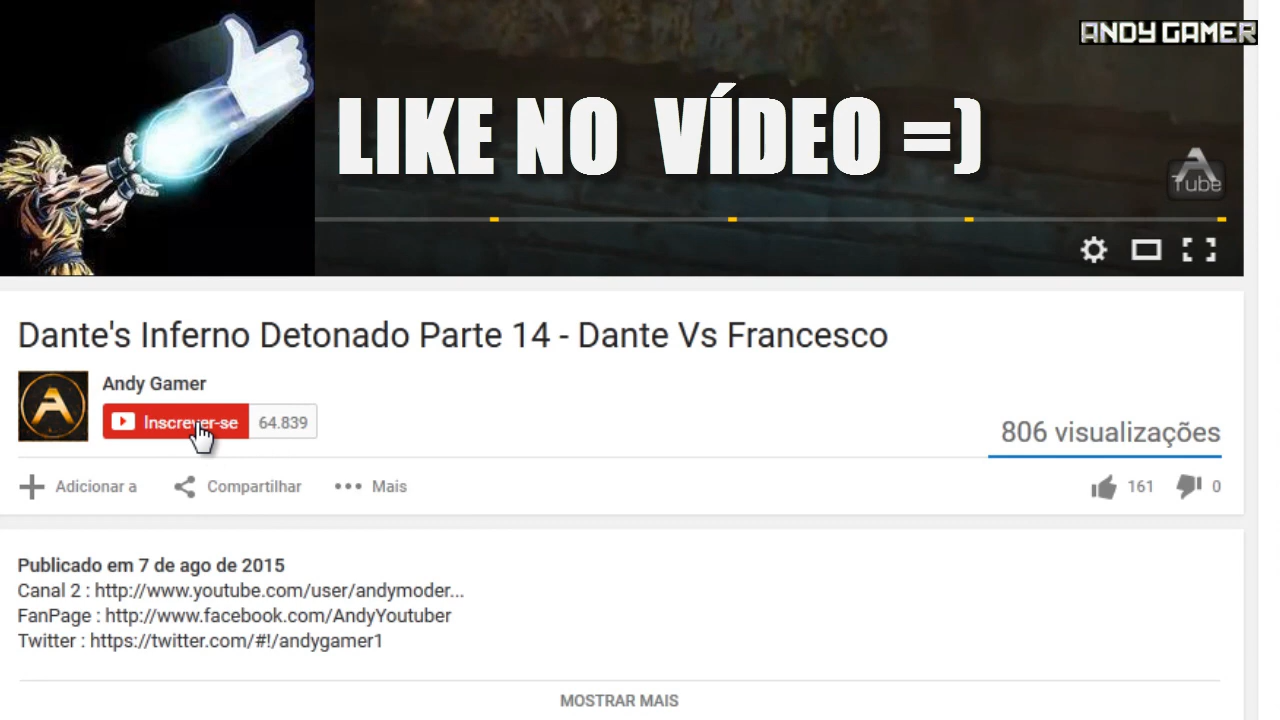 ANDY GAMER
LIKE NO VÍDEO =)
A
Tube
Dante's Inferno Detonado Parte 14 - Dante Vs Francesco
A
Andy Gamer
Inscrever-se 64.839
806 visualizações
Adicionar a Compartilhar Mais 161 0
Publicado em 7 de ago de 2015
Canal 2 : http://www.youtube.com/user/andymoder...
FanPage : http://www.facebook.com/AndyYoutuber
Twitter : https://twitter.com/#!/andygamer1
MOSTRAR MAIS